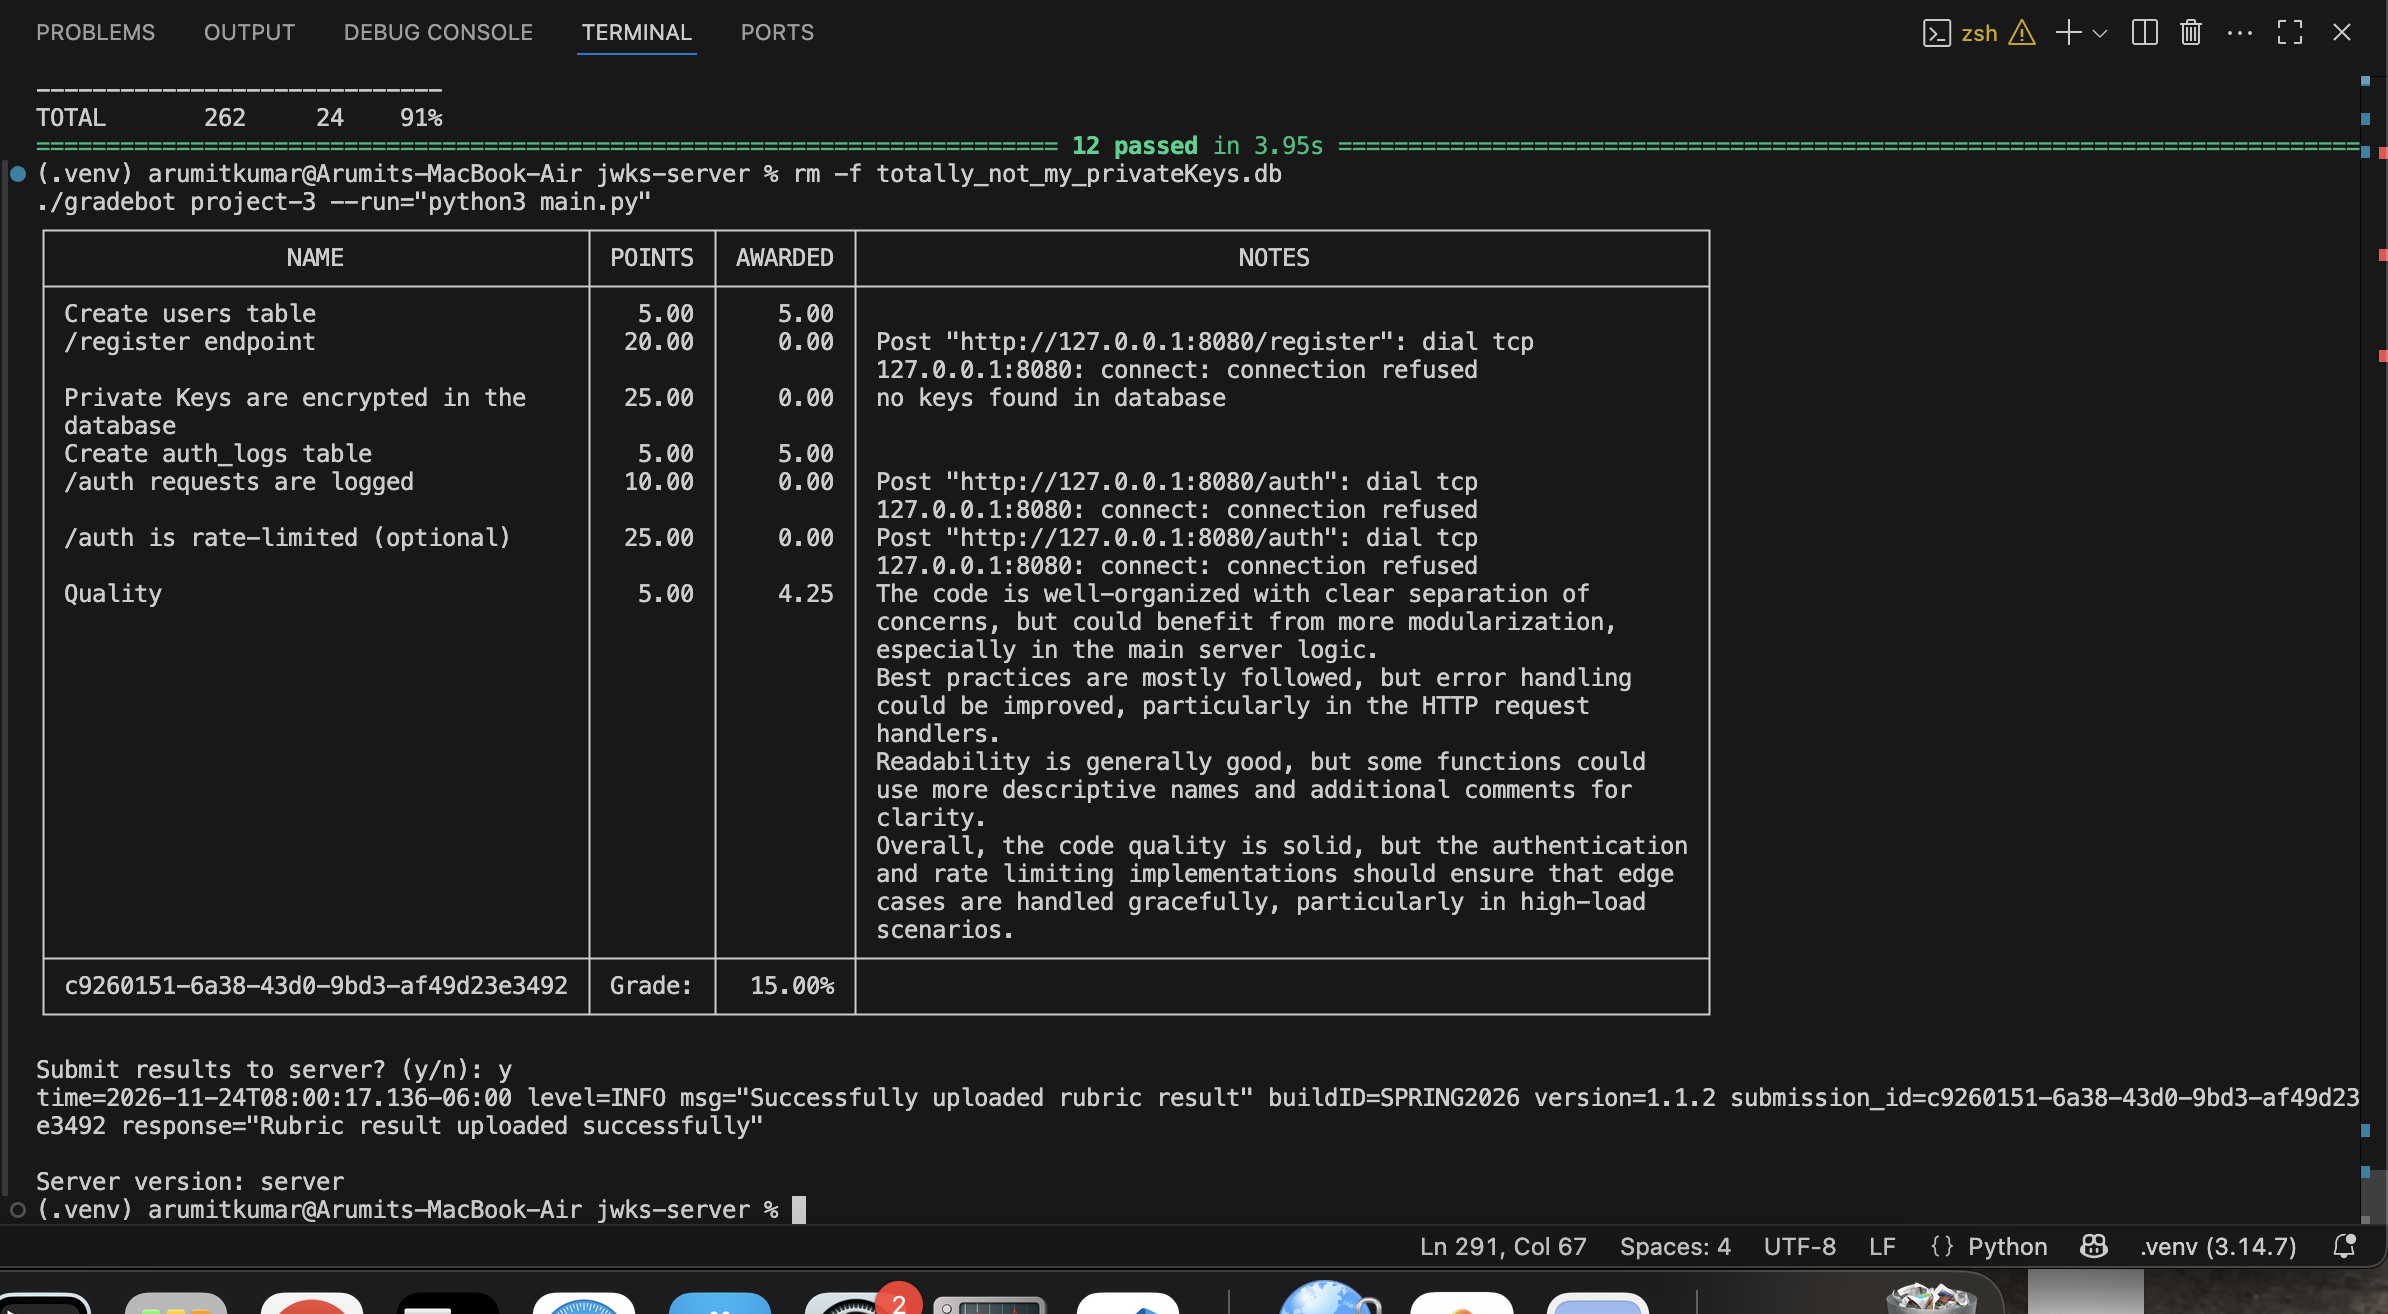 PROBLEMS OUTPUT DEBUG CONSOLE TERMINAL PORTS zsh
-----------------------------
TOTAL 262 24 91%
12 passed in 3.95s
(.venv) arumitkumar@Arumits-MacBook-Air jwks-server % rm -f totally_not_my_privateKeys.db
./gradebot project-3 --run="python3 main.py"
NAME POINTS AWARDED NOTES
Create users table 5.00 5.00
/register endpoint 20.00 0.00 Post "http://127.0.0.1:8080/register": dial tcp
127.0.0.1:8080: connect: connection refused
Private Keys are encrypted in the 25.00 0.00 no keys found in database
database
Create auth_logs table 5.00 5.00
/auth requests are logged 10.00 0.00 Post "http://127.0.0.1:8080/auth": dial tcp
127.0.0.1:8080: connect: connection refused
/auth is rate-limited (optional) 25.00 0.00 Post "http://127.0.0.1:8080/auth": dial tcp
127.0.0.1:8080: connect: connection refused
Quality 5.00 4.25 The code is well-organized with clear separation of
concerns, but could benefit from more modularization,
especially in the main server logic.
Best practices are mostly followed, but error handling
could be improved, particularly in the HTTP request
handlers.
Readability is generally good, but some functions could
use more descriptive names and additional comments for
clarity.
Overall, the code quality is solid, but the authentication
and rate limiting implementations should ensure that edge
cases are handled gracefully, particularly in high-load
scenarios.
c9260151-6a38-43d0-9bd3-af49d23e3492 Grade: 15.00%
Submit results to server? (y/n): y
time=2026-11-24T08:00:17.136-06:00 level=INFO msg="Successfully uploaded rubric result" buildID=SPRING2026 version=1.1.2 submission_id=c9260151-6a38-43d0-9bd3-af49d23
e3492 response="Rubric result uploaded successfully"
Server version: server
(.venv) arumitkumar@Arumits-MacBook-Air jwks-server %
Ln 291, Col 67 Spaces: 4 UTF-8 LF {} Python .venv (3.14.7)
2